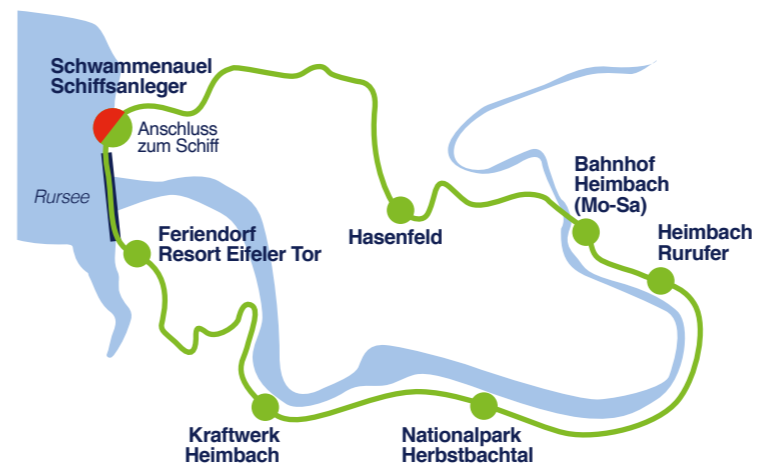 Schwammenauel
Schiffsanleger
Anschluss
zum Schiff
Rursee
Feriendorf
Resort Eifeler Tor
Hasenfeld
Bahnhof
Heimbach
(Mo-Sa)
Heimbach
Rurufer
Kraftwerk
Heimbach
Nationalpark
Herbstbachtal